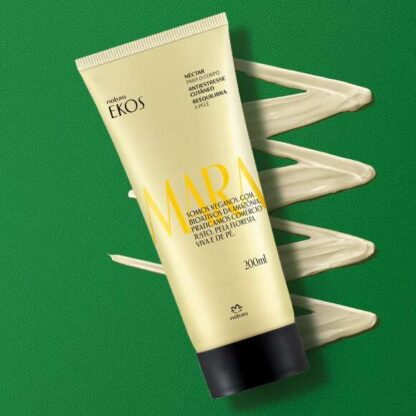 natura
EKOS
NÉCTAR
PARA O CORPO
ANTIESTRESSE
CUTÂNEO
REEQUILIBRA
A PELE
MARA
SOMOS VEGANOS, COM
BIOATIVOS DA AMAZÔNIA.
PRATICAMOS COMÉRCIO
JUSTO, PELA FLORESTA
VIVA E DE PÉ.
200ml
natura